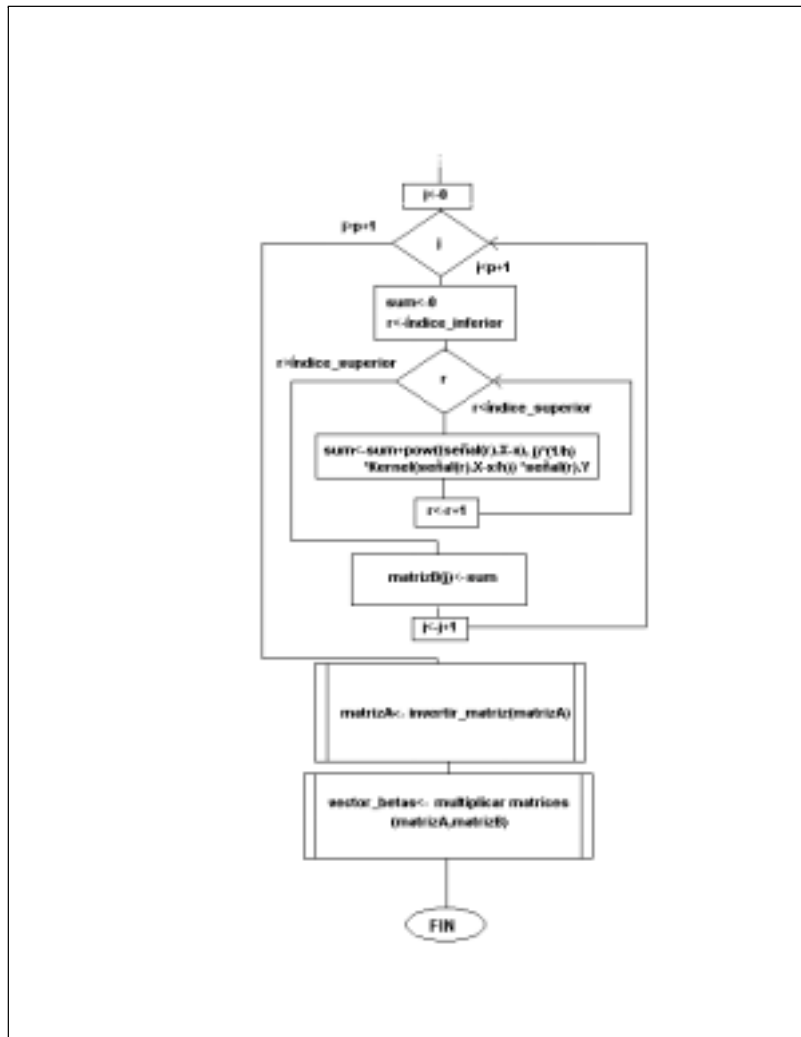 j<-0
j>p+1
j
j<p+1
sum<-0
r<-índice_inferior
r>índice_superior
r
r<índice_superior
sum<-sum+pow((señal(r).X-x), j)*(1/h)
*Kernel(señal(r).X-x/h)) *señal(r).Y
r<-r+1
matrizB(j)<-sum
j<-j+1
matrizA<- invertir_matriz(matrizA)
vector_betas<- multiplicar matrices
(matrizA,matrizB)
FIN